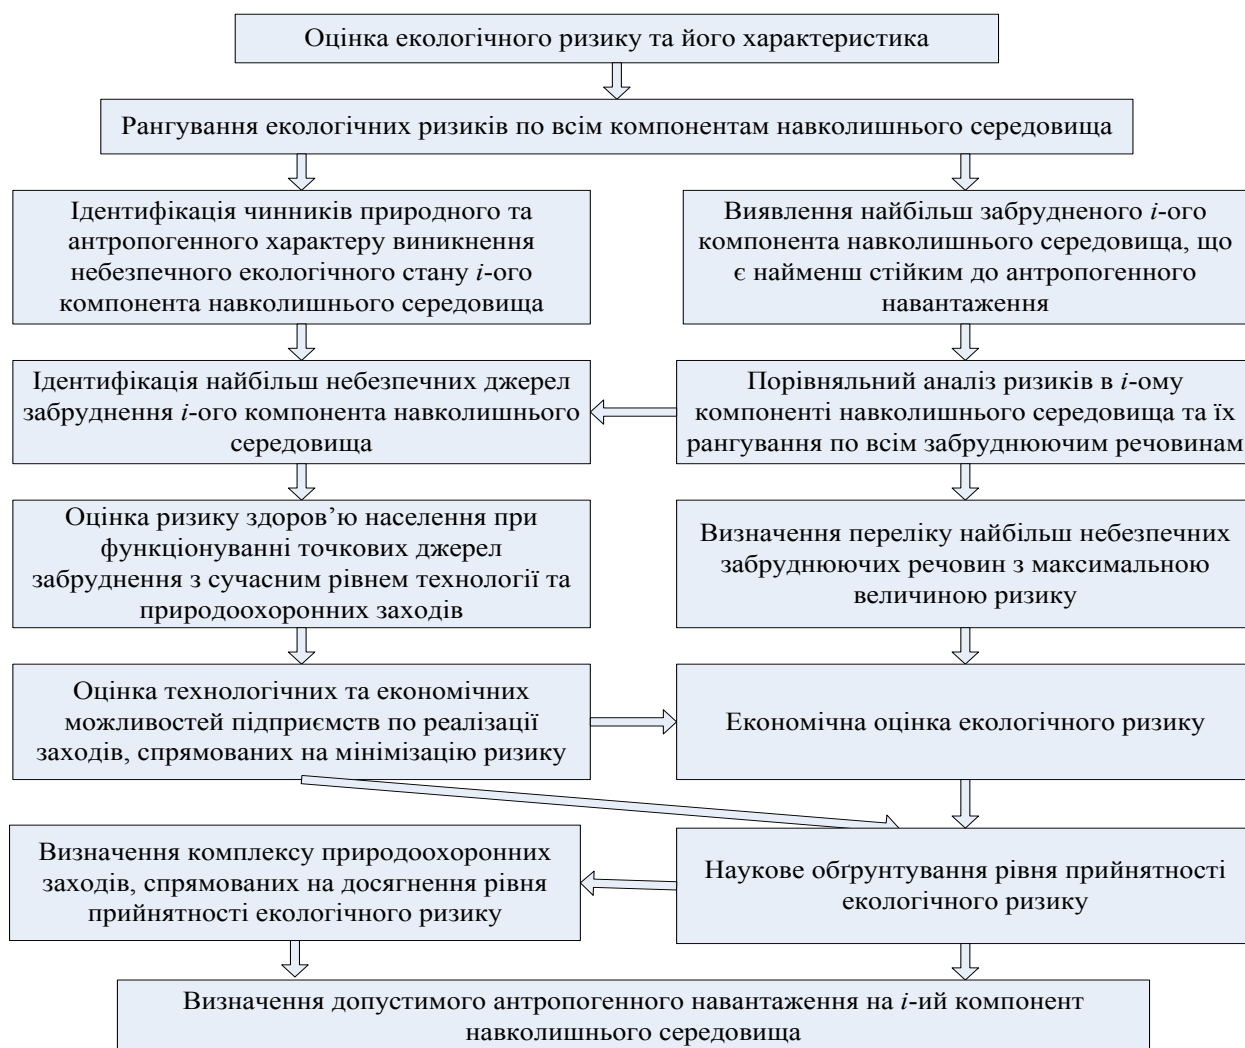 Оцінка екологічного ризику та його характеристика
Рангування екологічних ризиків по всім компонентам навколишнього середовища
Ідентифікація чинників природного та
антропогенного характеру виникнення
небезпечного екологічного стану і-ого
компонента навколишнього середовища
Виявлення найбільш забрудненого і-ого
компонента навколишнього середовища, що
є найменш стійким до антропогенного
навантаження
Ідентифікація найбільш небезпечних джерел
забруднення і-ого компонента навколишнього
середовища
Порівняльний аналіз ризиків в і-ому
компоненті навколишнього середовища та їх
рангування по всім забруднюючим речовинам
Оцінка ризику здоров’ю населення при
функціонуванні точкових джерел
забруднення з сучасним рівнем технології та
природоохоронних заходів
Визначення переліку найбільш небезпечних
забруднюючих речовин з максимальною
величиною ризику
Оцінка технологічних та економічних
можливостей підприємств по реалізації
заходів, спрямованих на мінімізацію ризику
Економічна оцінка екологічного ризику
Визначення комплексу природоохоронних
заходів, спрямованих на досягнення рівня
прийнятності екологічного ризику
Наукове обґрунтування рівня прийнятності
екологічного ризику
Визначення допустимого антропогенного навантаження на і-ий компонент
навколишнього середовища